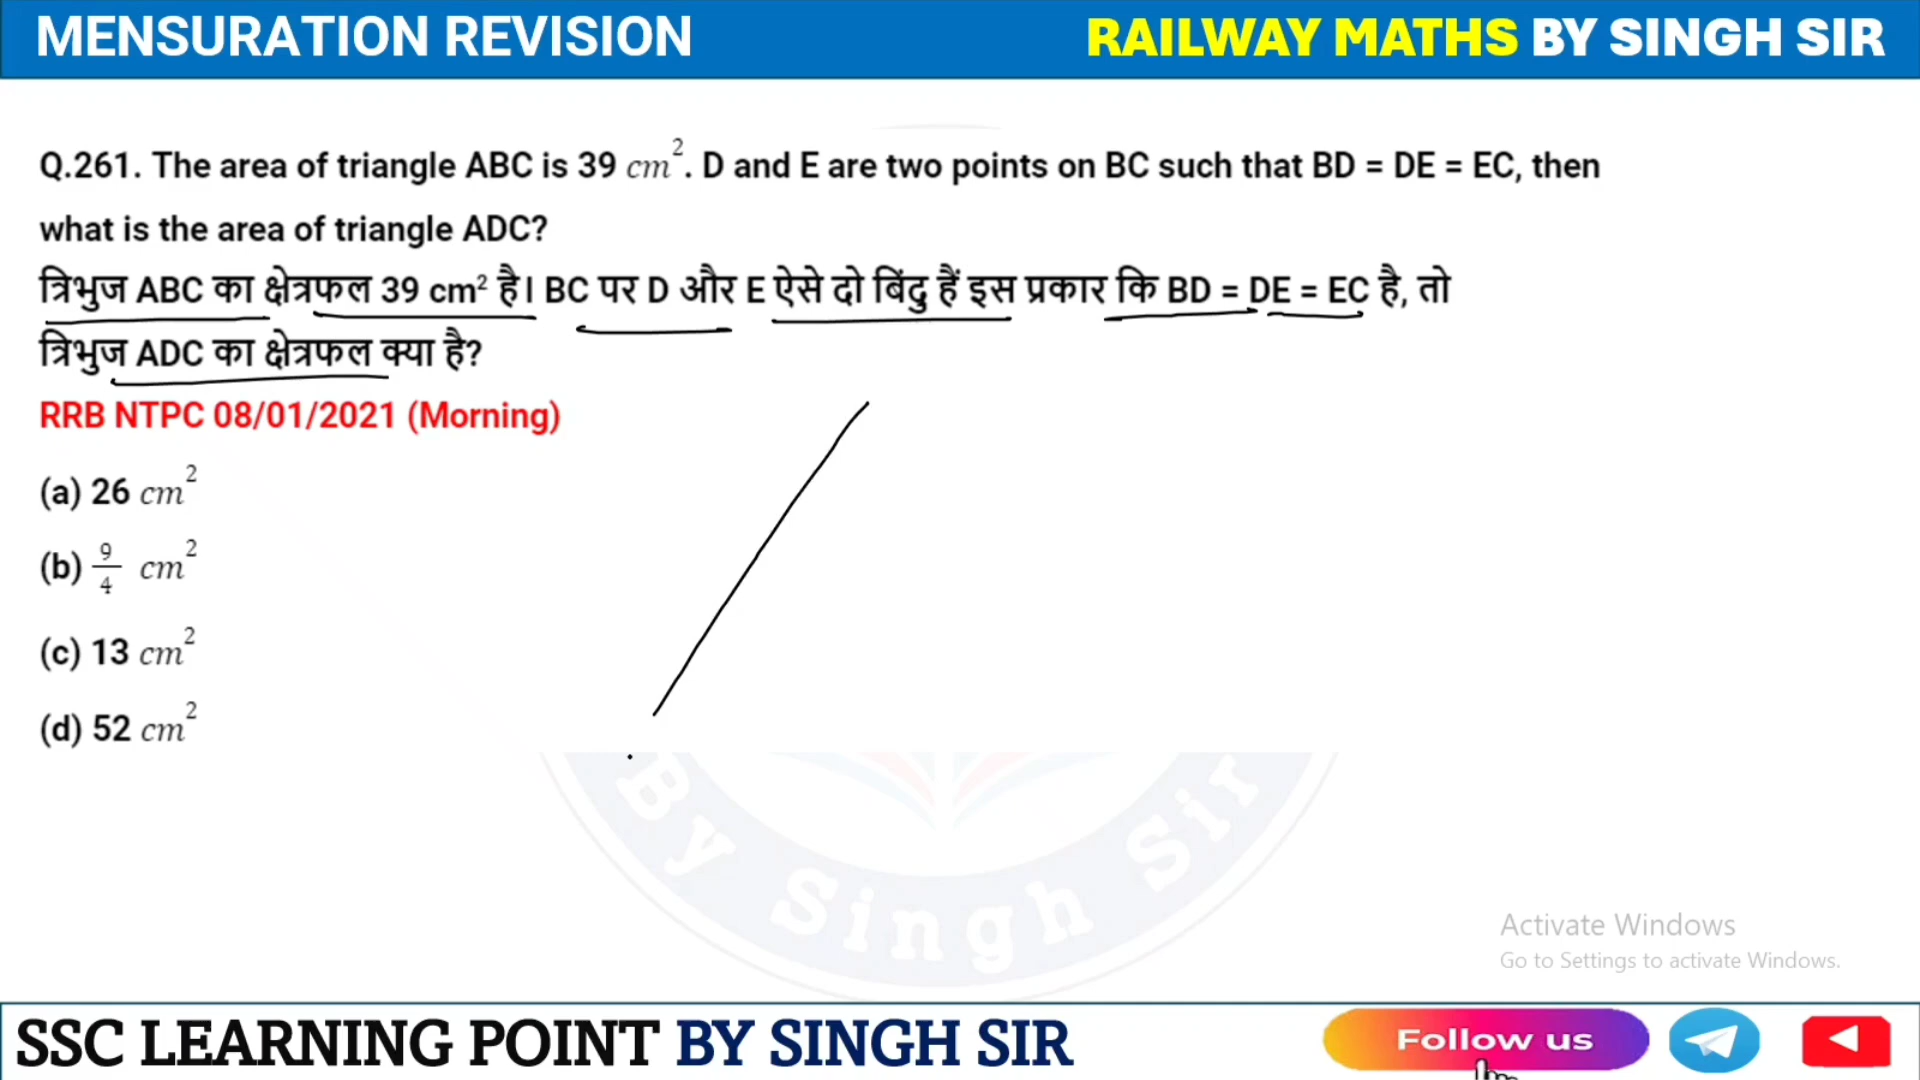 MENSURATION REVISION
RAILWAY MATHS BY SINGH SIR
Q.261. The area of triangle ABC is 39 cm². D and E are two points on BC such that BD = DE = EC, then
what is the area of triangle ADC?
त्रिभुज ABC का क्षेत्रफल 39 cm² है। BC पर D और E ऐसे दो बिंदु हैं इस प्रकार कि BD = DE = EC है, तो
त्रिभुज ADC का क्षेत्रफल क्या है?
RRB NTPC 08/01/2021 (Morning)
(a) 26 cm²
(b) 9/4 cm²
(c) 13 cm²
(d) 52 cm²
By Singh Sir
Activate Windows
Go to Settings to activate Windows.
SSC LEARNING POINT BY SINGH SIR
Follow us